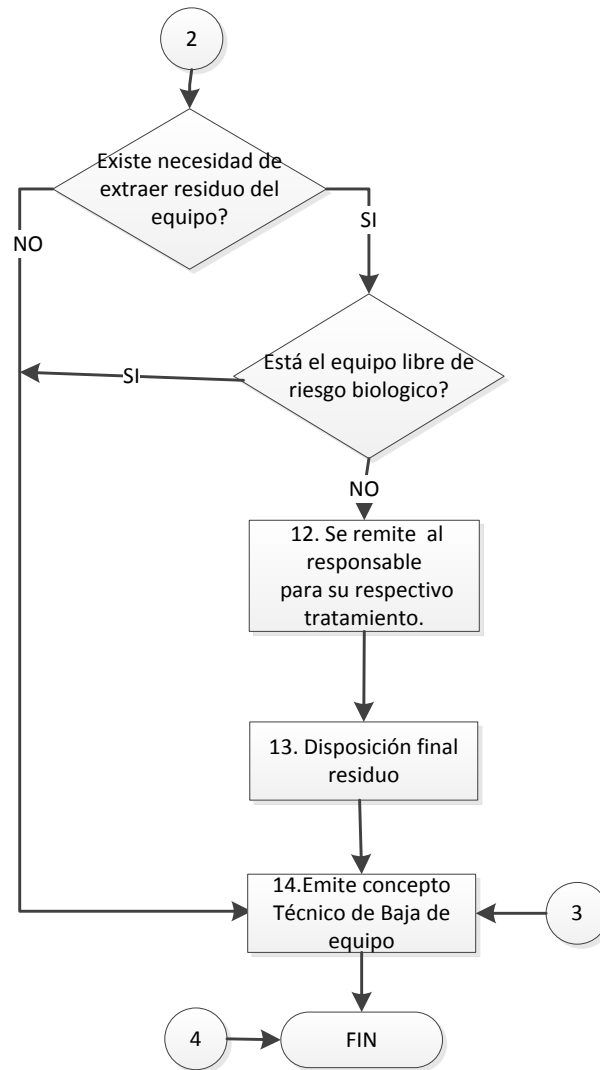 2
Existe necesidad de
extraer residuo del
equipo?
NO
SI
Está el equipo libre de
riesgo biologico?
SI
NO
12. Se remite al
responsable
para su respectivo
tratamiento.
13. Disposición final
residuo
14.Emite concepto
Técnico de Baja de
equipo
3
4
FIN